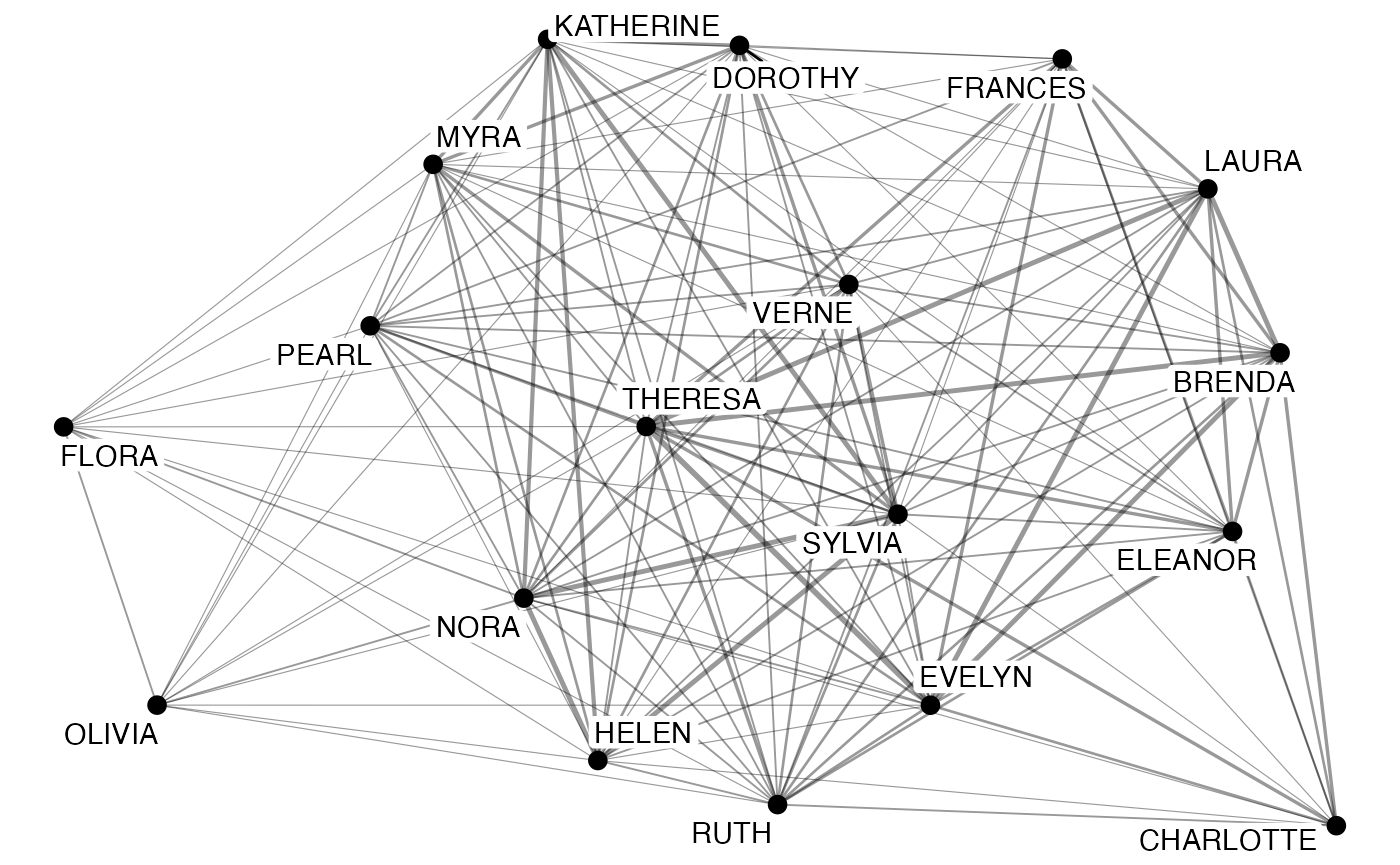 KATHERINE
DOROTHY
FRANCES
MYRA
LAURA
VERNE
PEARL
BRENDA
THERESA
FLORA
SYLVIA
ELEANOR
NORA
EVELYN
OLIVIA
HELEN
RUTH
CHARLOTTE